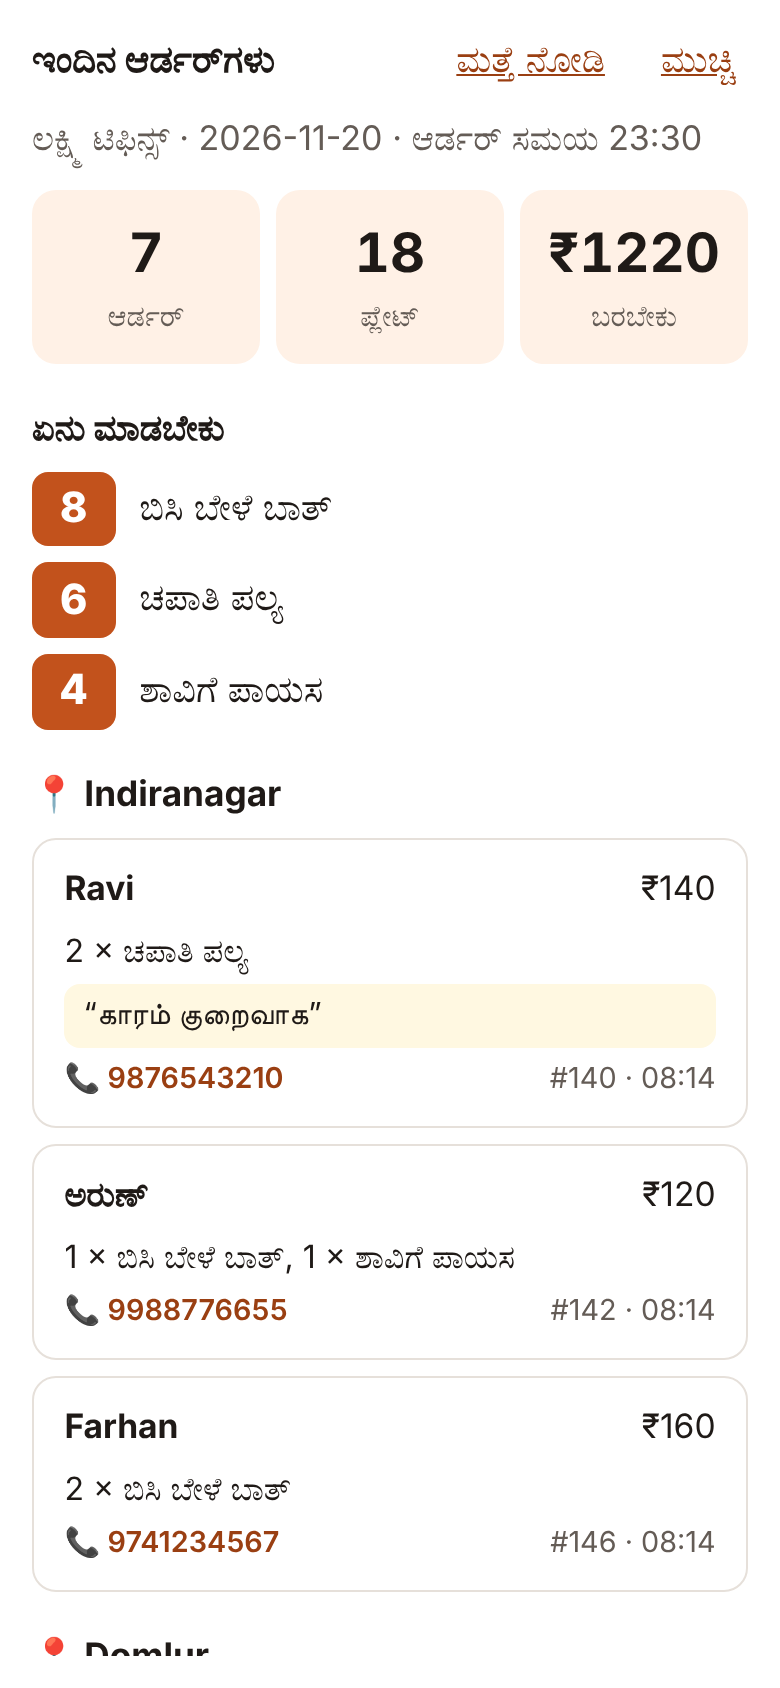 ಇಂದಿನ ಆರ್ಡರ್‌ಗಳು ಮತ್ತೆ ನೋಡಿ ಮುಚ್ಚಿ
ಲಕ್ಷ್ಮಿ ಟಿಫಿನ್ಸ್ · 2026-11-20 · ಆರ್ಡರ್ ಸಮಯ 23:30
7 18 ₹1220
ಆರ್ಡರ್ ಪ್ಲೇಟ್ ಬರಬೇಕು
ಏನು ಮಾಡಬೇಕು
8 ಬಿಸಿ ಬೇಳೆ ಬಾತ್
6 ಚಪಾತಿ ಪಲ್ಯ
4 ಶಾವಿಗೆ ಪಾಯಸ
📍 Indiranagar
Ravi ₹140
2 × ಚಪಾತಿ ಪಲ್ಯ
“காரம் குறைவாக”
📞 9876543210 #140 · 08:14
ಅರುಣ್ ₹120
1 × ಬಿಸಿ ಬೇಳೆ ಬಾತ್, 1 × ಶಾವಿಗೆ ಪಾಯಸ
📞 9988776655 #142 · 08:14
Farhan ₹160
2 × ಬಿಸಿ ಬೇಳೆ ಬಾತ್
📞 9741234567 #146 · 08:14
📍 Domlur